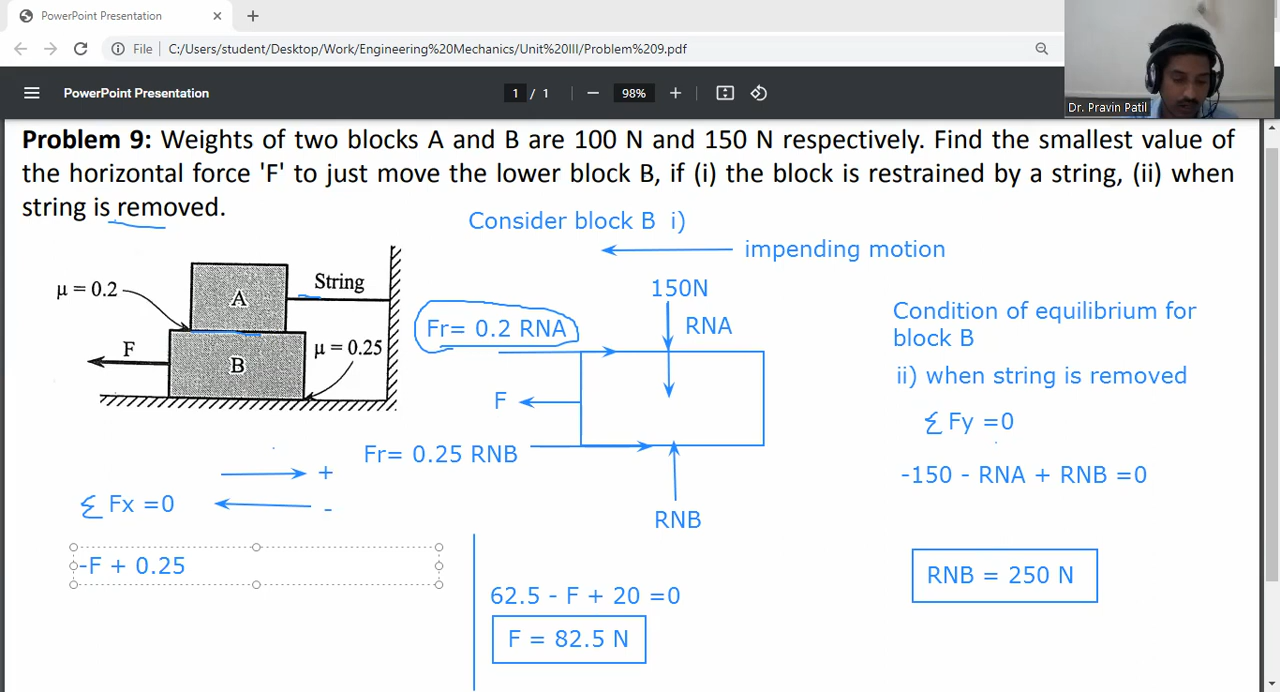 PowerPoint Presentation
File
C:/Users/student/Desktop/Work/Engineering%20Mechanics/Unit%20III/Problem%209.pdf
PowerPoint Presentation
1 / 1
98%
Dr. Pravin Patil
Problem 9: Weights of two blocks A and B are 100 N and 150 N respectively. Find the smallest value of
the horizontal force 'F' to just move the lower block B, if (i) the block is restrained by a string, (ii) when
string is removed.
Consider block B i)
impending motion
μ = 0.2
A
String
F
B
μ = 0.25
150N
RNA
Fr= 0.2 RNA
F
Fr= 0.25 RNB
RNB
Condition of equilibrium for
block B
ii) when string is removed
Σ Fy =0
-150 - RNA + RNB =0
RNB = 250 N
+
Σ Fx =0
-
-F + 0.25
62.5 - F + 20 =0
F = 82.5 N